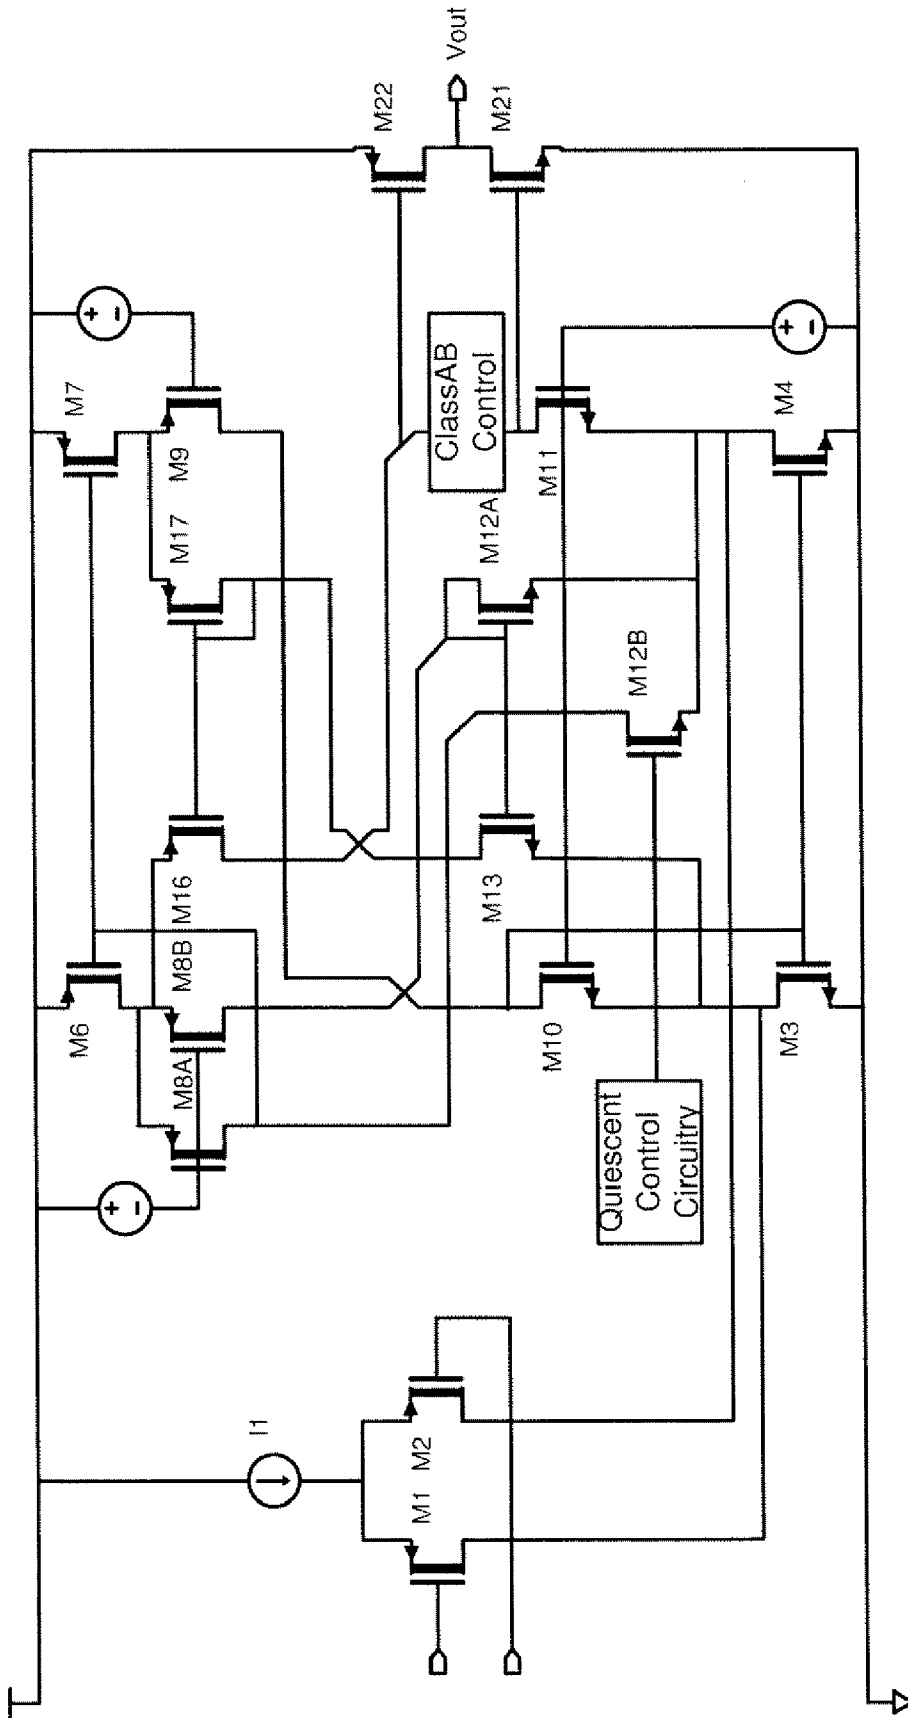 I1
M1
M2
M6
M8A
M8B
M16
M17
M9
M7
M10
M13
M12A
M12B
M11
M3
M4
Quiescent
Control
Circuitry
ClassAB
Control
M22
M21
Vout
+
−
+
−
+
−